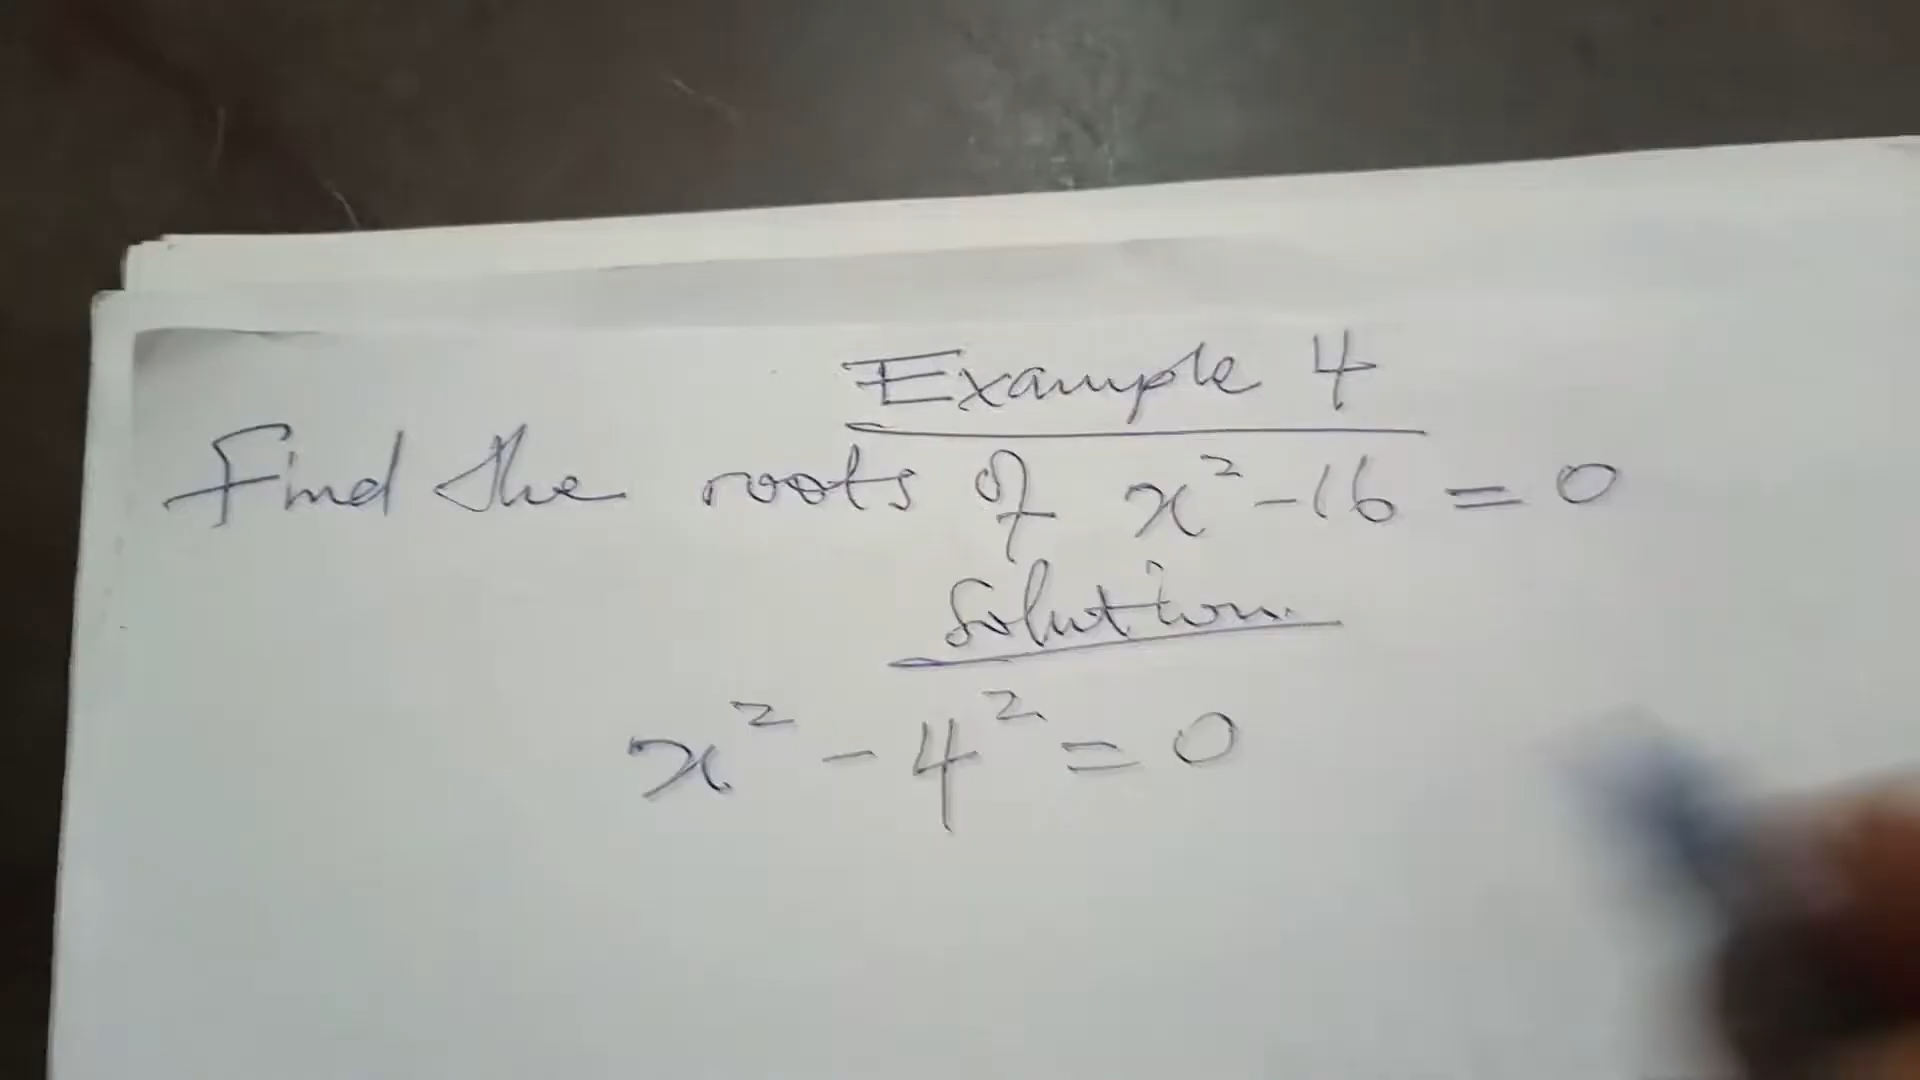 Example 4
Find the roots of x² - 16 = 0
Solution
x² - 4² = 0